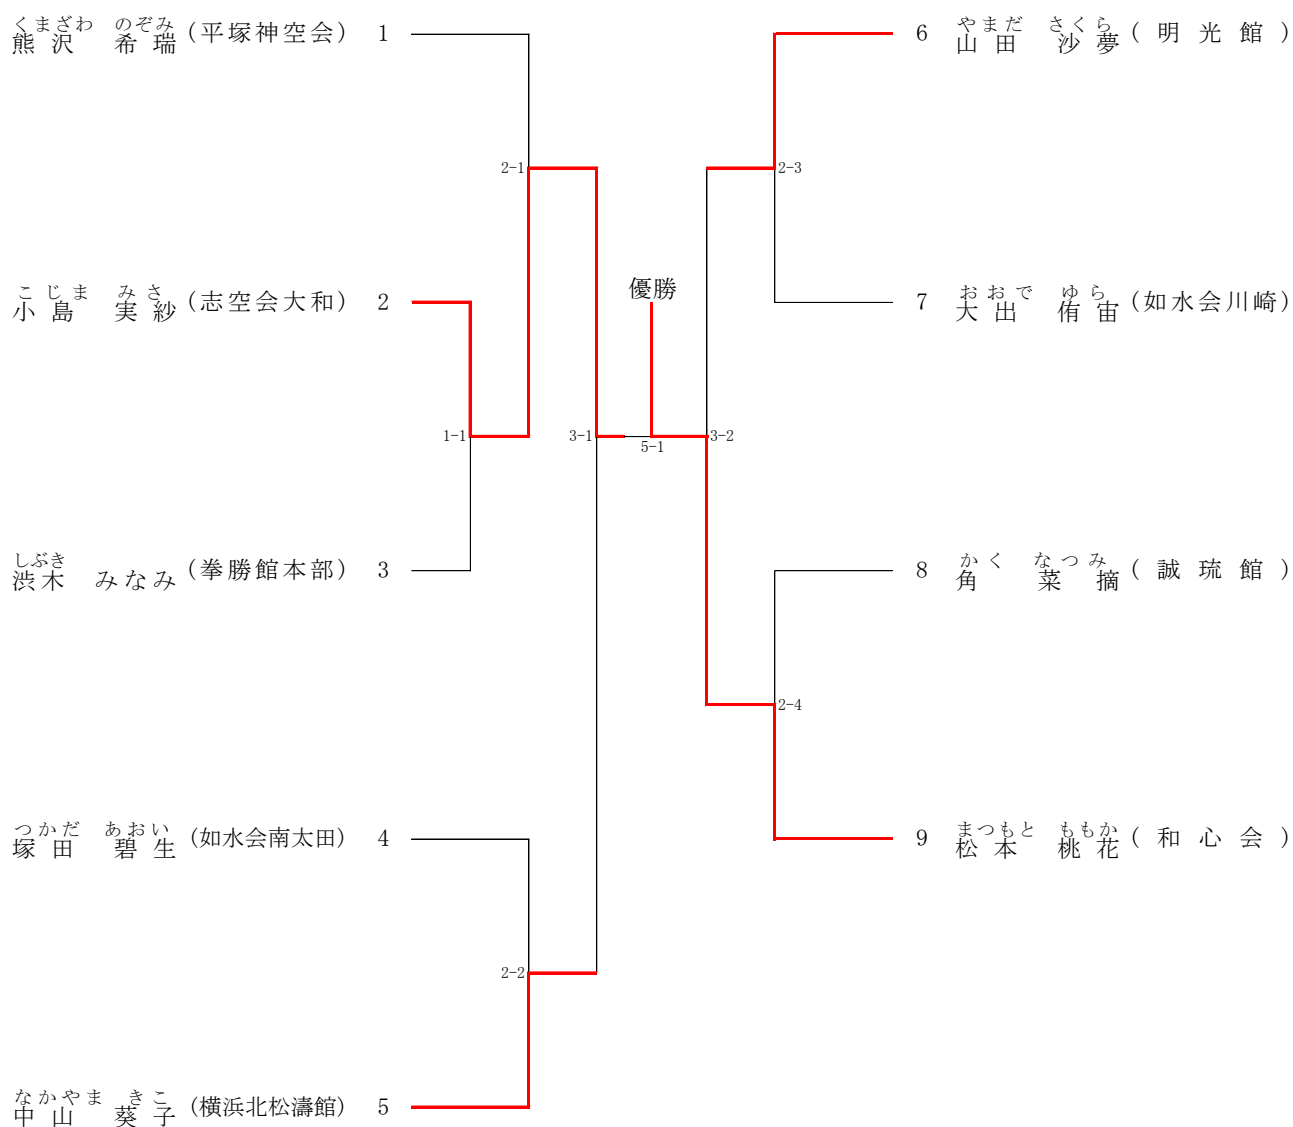 くまざわ のぞみ
熊沢 希瑞 (平塚神空会) 1
2-1
こじま みさ
小島 実紗 (志空会大和) 2
1-1
しぶき
渋木 みなみ (拳勝館本部) 3
3-1
つかだ あおい
塚田 碧生 (如水会南太田) 4
2-2
なかやま きこ
中山 葵子 (横浜北松濤館) 5
優勝
5-1
6 やまだ さくら
山田 沙夢 (明光館)
2-3
7 おおで ゆら
大出 侑宙 (如水会川崎)
3-2
8 かく なつみ
角 菜摘 (誠琉館)
2-4
9 まつもと ももか
松本 桃花 (和心会)